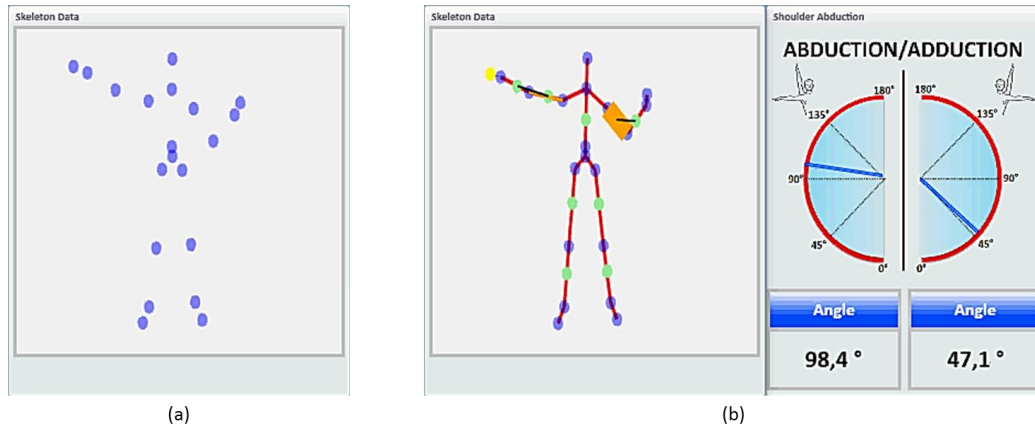 Skeleton Data
Skeleton Data
Shoulder Abduction
ABDUCTION/ADDUCTION
180° 180°
135° 135°
90° 90°
45° 45°
0° 0°
Angle Angle
98,4 ° 47,1 °
(a) (b)